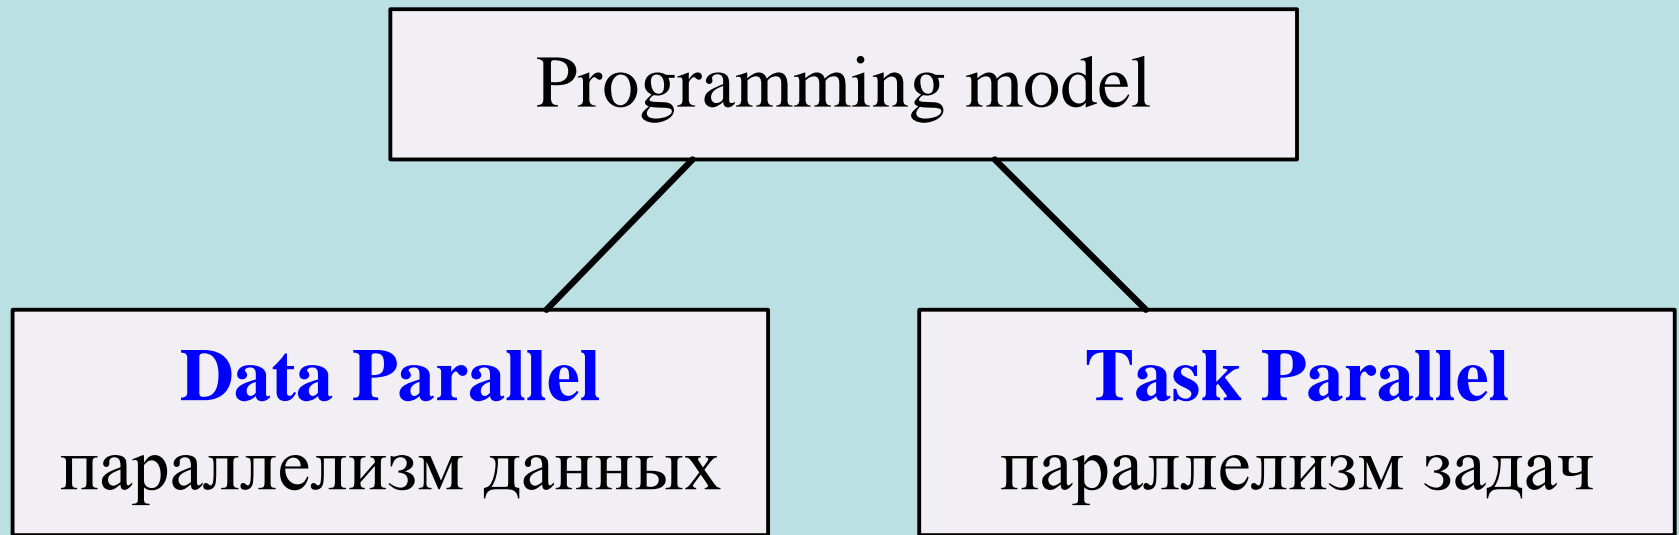 Programming model
Data Parallel
параллелизм данных
Task Parallel
параллелизм задач